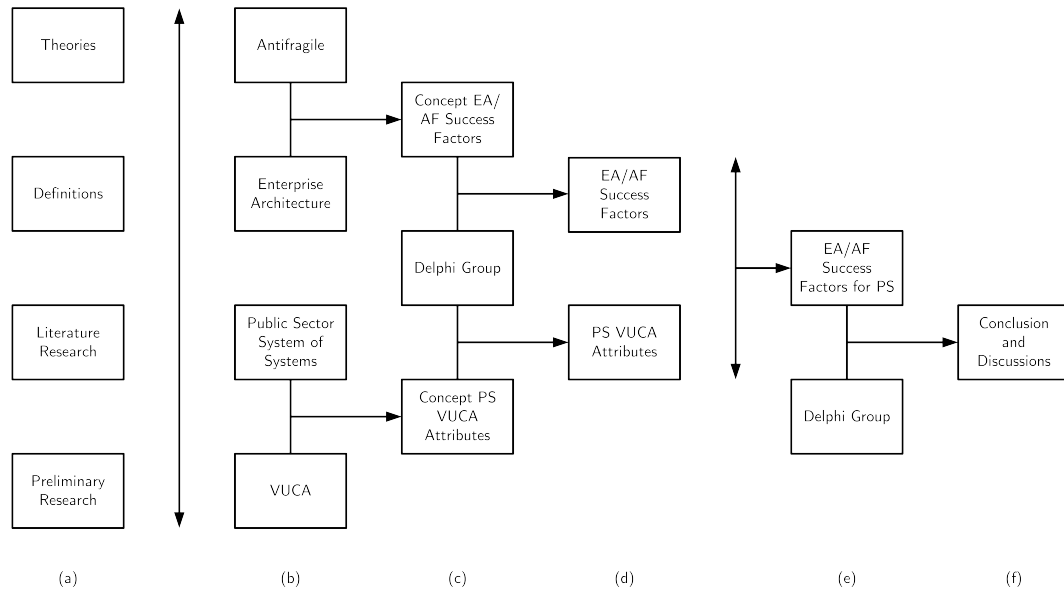 Theories
Definitions
Literature
Research
Preliminary
Research
Antifragile
Enterprise
Architecture
Public Sector
System of
Systems
VUCA
Concept EA/
AF Success
Factors
Delphi Group
Concept PS
VUCA
Attributes
EA/AF
Success
Factors
PS VUCA
Attributes
EA/AF
Success
Factors for PS
Delphi Group
Conclusion
and
Discussions
(a)
(b)
(c)
(d)
(e)
(f)